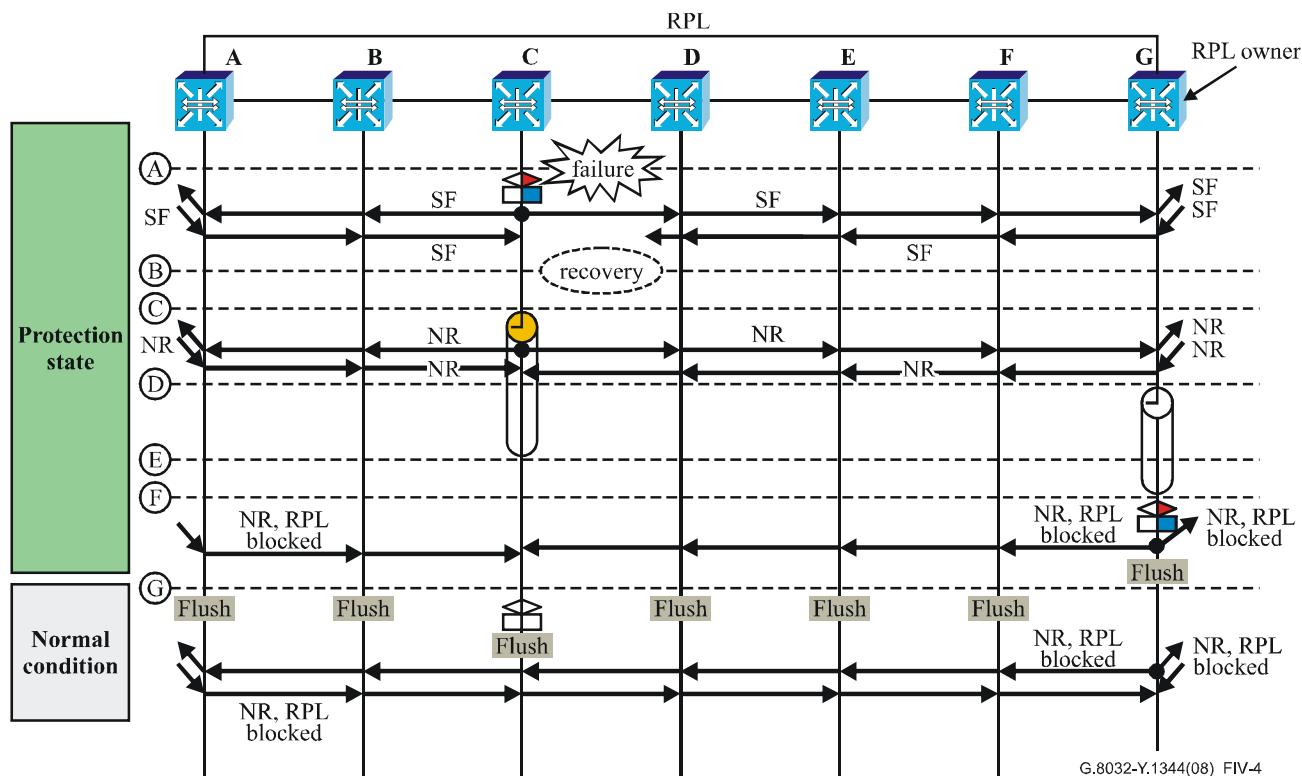 RPL
A B C D E F G
RPL owner
A
failure
SF SF SF
SF SF
SF SF
B
recovery
C
Protection
state
NR NR NR
NR NR
NR NR
D
E
F
NR, RPL
blocked
NR, RPL
blocked
NR, RPL
blocked
Flush
G
Flush Flush Flush Flush Flush
Flush
Normal
condition
NR, RPL
blocked
NR, RPL
blocked
NR, RPL
blocked
G.8032-Y.1344(08) FIV-4